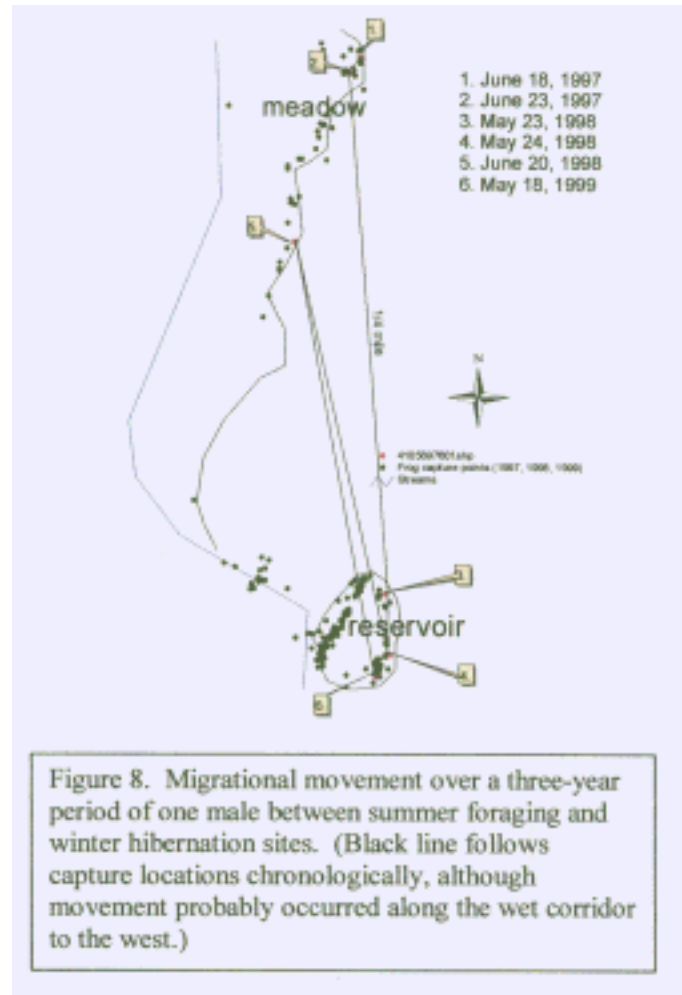 1
2
meadow
1. June 18, 1997
2. June 23, 1997
3. May 23, 1998
4. May 24, 1998
5. June 20, 1998
6. May 18, 1999
5
1/4 mile
N
Frog capture points (1997, 1998, 1999)
Streams
3
reservoir
4
6
Figure 8. Migrational movement over a three-year
period of one male between summer foraging and
winter hibernation sites. (Black line follows
capture locations chronologically, although
movement probably occurred along the wet corridor
to the west.)